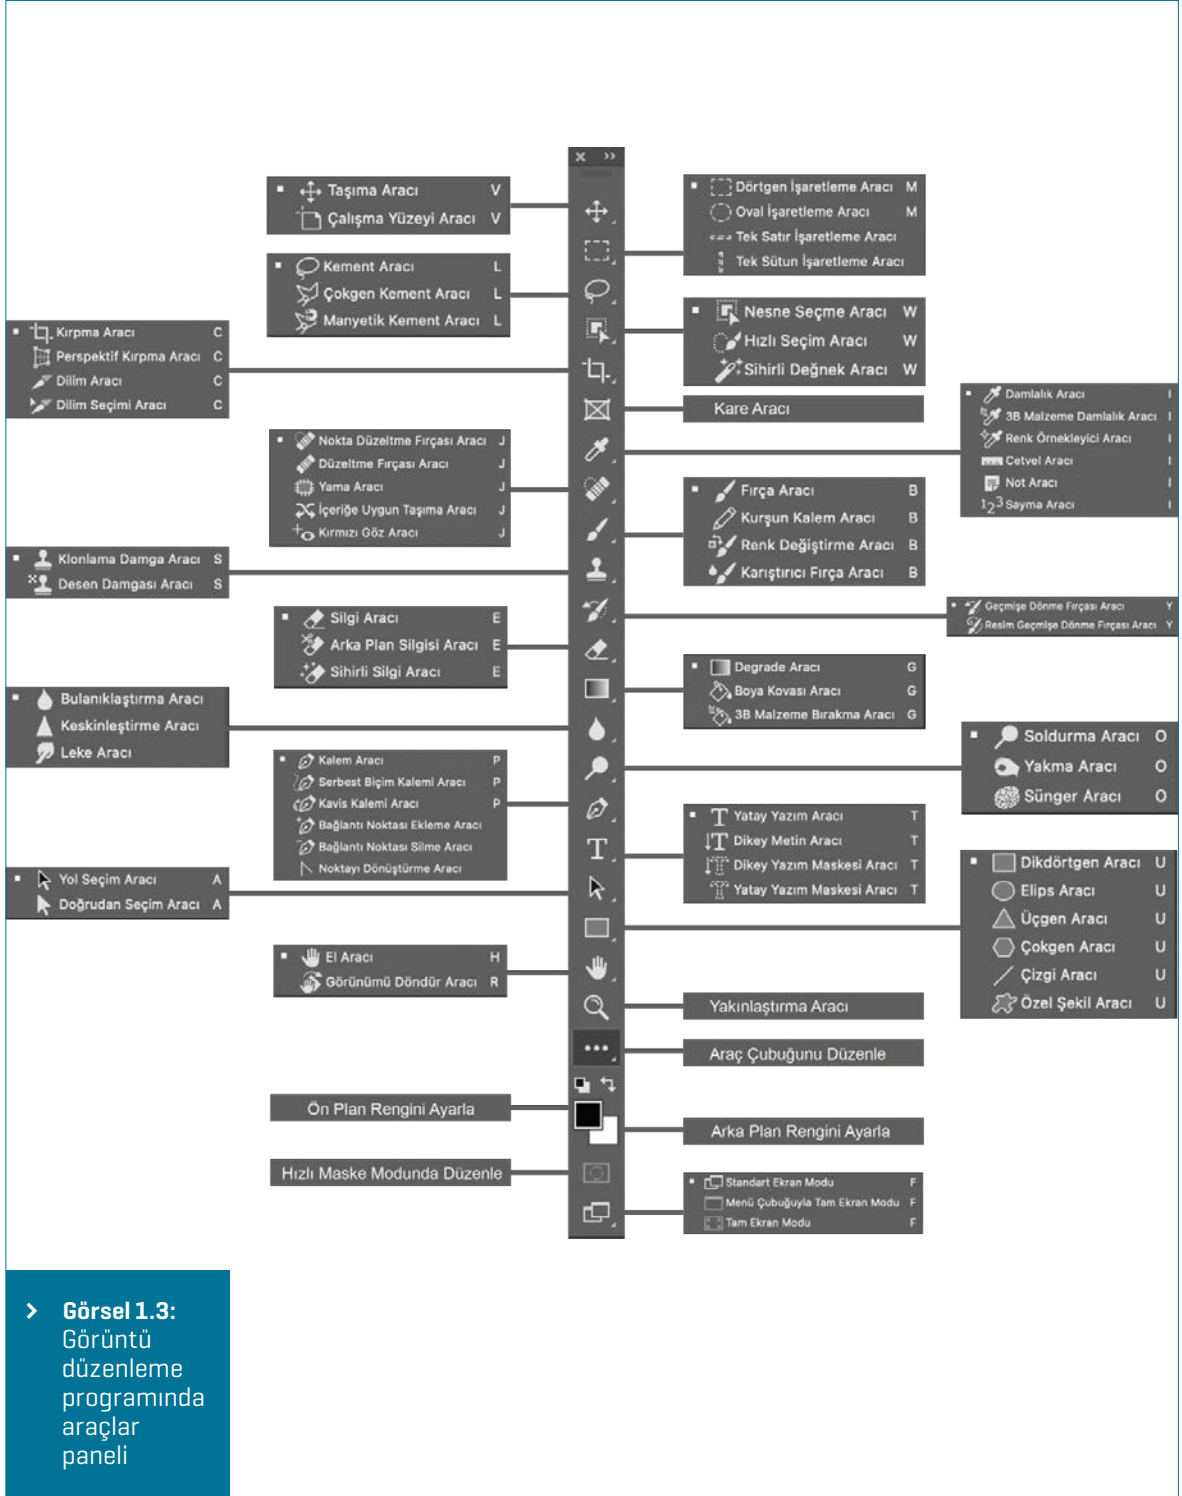 Taşıma Aracı V
Çalışma Yüzeyi Aracı V
Dörtgen İşaretleme Aracı M
Oval İşaretleme Aracı M
Tek Satır İşaretleme Aracı
Tek Sütun İşaretleme Aracı
Kement Aracı L
Çokgen Kement Aracı L
Manyetik Kement Aracı L
Nesne Seçme Aracı W
Hızlı Seçim Aracı W
Sihirli Değnek Aracı W
Kırpma Aracı C
Perspektif Kırpma Aracı C
Dilim Aracı C
Dilim Seçimi Aracı C
Kare Aracı
Damlalık Aracı I
3B Malzeme Damlalık Aracı I
Renk Örnekleyici Aracı I
Cetvel Aracı I
Not Aracı I
Sayma Aracı I
Nokta Düzeltme Fırçası Aracı J
Düzeltme Fırçası Aracı J
Yama Aracı J
İçeriğe Uygun Taşıma Aracı J
Kırmızı Göz Aracı J
Fırça Aracı B
Kurşun Kalem Aracı B
Renk Değiştirme Aracı B
Karıştırıcı Fırça Aracı B
Klonlama Damga Aracı S
Desen Damgası Aracı S
Geçmişe Dönme Fırçası Aracı Y
Resim Geçmişe Dönme Fırçası Aracı Y
Silgi Aracı E
Arka Plan Silgisi Aracı E
Sihirli Silgi Aracı E
Degrade Aracı G
Boya Kovası Aracı G
3B Malzeme Bırakma Aracı G
Bulanıklaştırma Aracı
Keskinleştirme Aracı
Leke Aracı
Soldurma Aracı O
Yakma Aracı O
Sünger Aracı O
Kalem Aracı P
Serbest Biçim Kalemi Aracı P
Kavis Kalemi Aracı P
Bağlantı Noktası Ekleme Aracı
Bağlantı Noktası Silme Aracı
Noktayı Dönüştürme Aracı
Yatay Yazım Aracı T
Dikey Metin Aracı T
Dikey Yazım Maskesi Aracı T
Yatay Yazım Maskesi Aracı T
Yol Seçim Aracı A
Doğrudan Seçim Aracı A
Dikdörtgen Aracı U
Elips Aracı U
Üçgen Aracı U
Çokgen Aracı U
Çizgi Aracı U
Özel Şekil Aracı U
El Aracı H
Görünümü Döndür Aracı R
Yakınlaştırma Aracı
Araç Çubuğunu Düzenle
Ön Plan Rengini Ayarla
Arka Plan Rengini Ayarla
Hızlı Maske Modunda Düzenle
Standart Ekran Modu F
Menü Çubuğuyla Tam Ekran Modu F
Tam Ekran Modu F
Görsel 1.3:
Görüntü
düzenleme
programında
araçlar
paneli